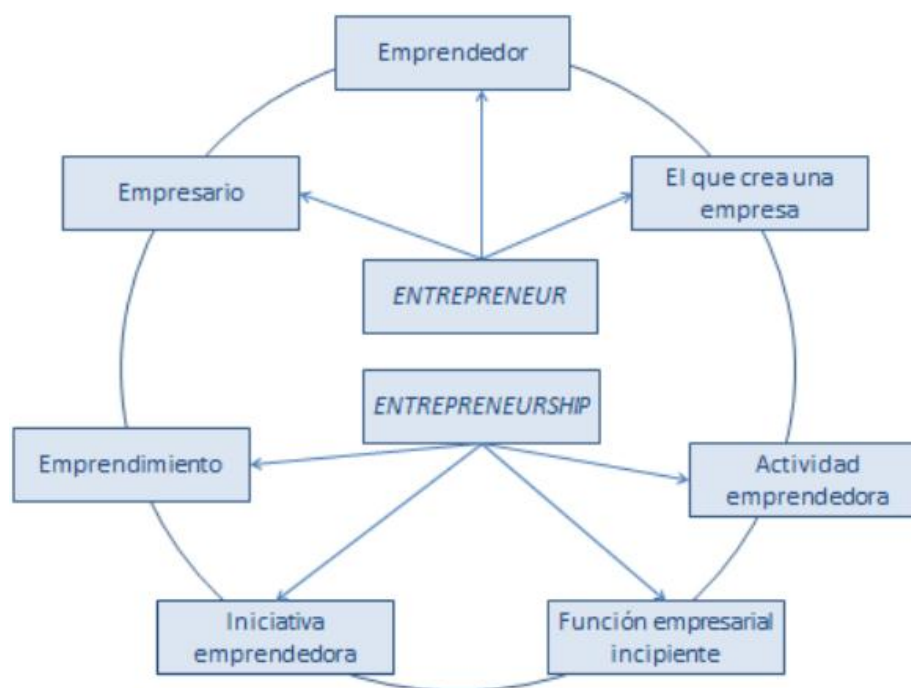 Emprendedor
Empresario
El que crea una
empresa
ENTREPRENEUR
ENTREPRENEURSHIP
Emprendimiento
Actividad
emprendedora
Iniciativa
emprendedora
Función empresarial
incipiente